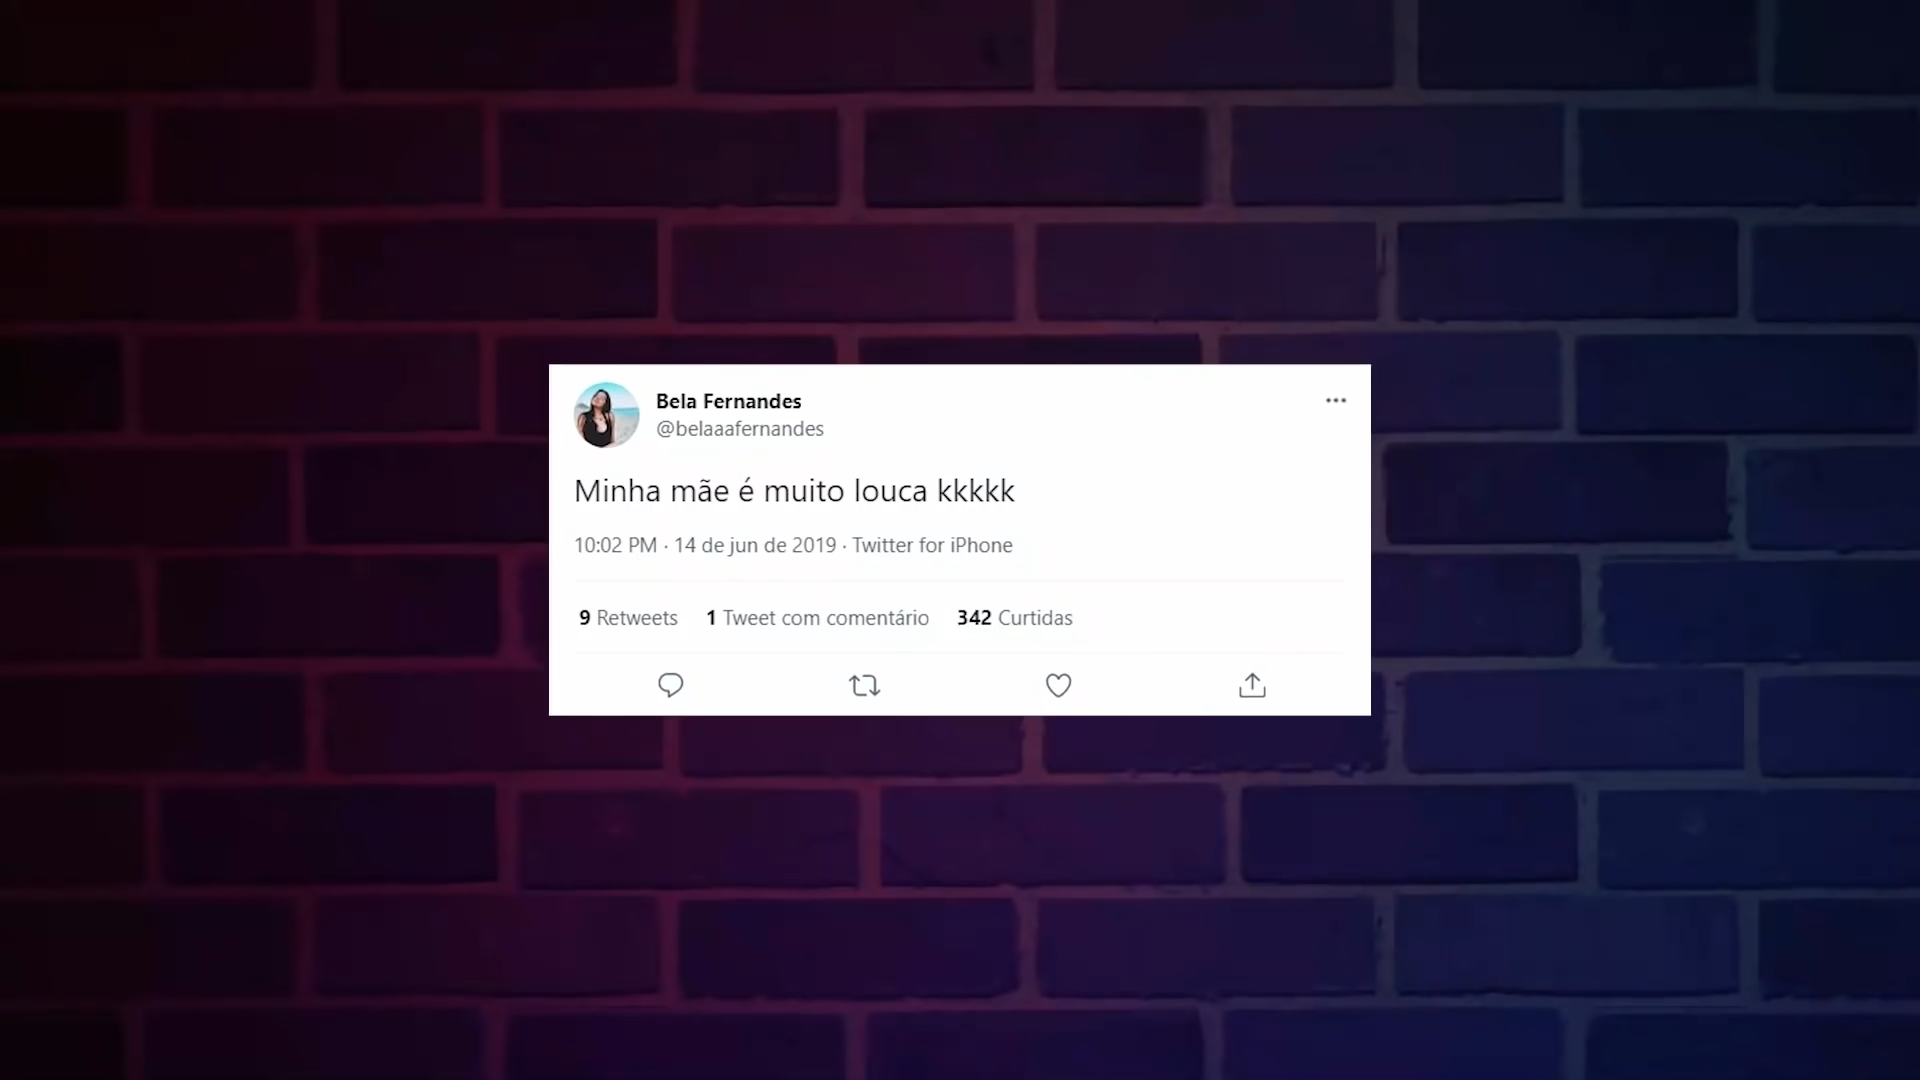 Bela Fernandes
@belaaafernandes
Minha mãe é muito louca kkkkk
10:02 PM · 14 de jun de 2019 · Twitter for iPhone
9 Retweets 1 Tweet com comentário 342 Curtidas